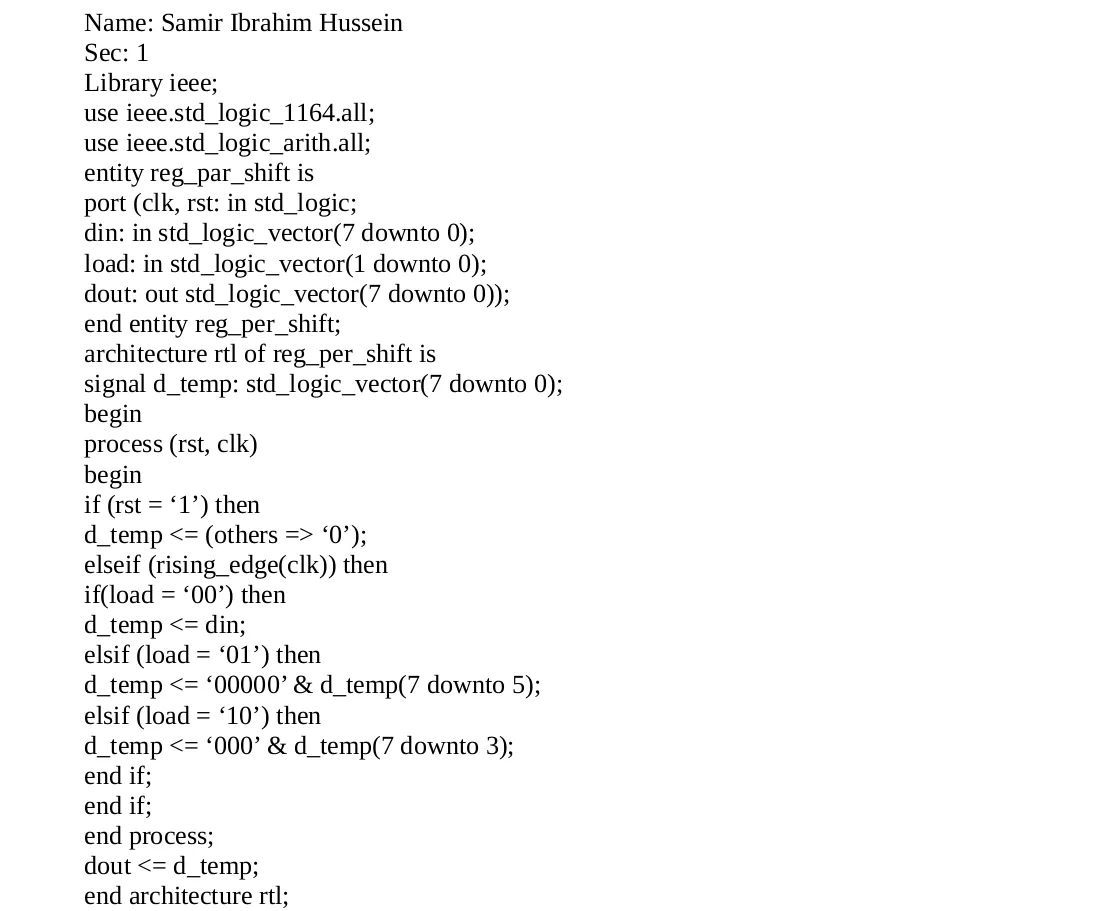 Name: Samir Ibrahim Hussein
Sec: 1
Library ieee;
use ieee.std_logic_1164.all;
use ieee.std_logic_arith.all;
entity reg_par_shift is
port (clk, rst: in std_logic;
din: in std_logic_vector(7 downto 0);
load: in std_logic_vector(1 downto 0);
dout: out std_logic_vector(7 downto 0));
end entity reg_per_shift;
architecture rtl of reg_per_shift is
signal d_temp: std_logic_vector(7 downto 0);
begin
process (rst, clk)
begin
if (rst = ‘1’) then
d_temp <= (others => ‘0’);
elseif (rising_edge(clk)) then
if(load = ‘00’) then
d_temp <= din;
elsif (load = ‘01’) then
d_temp <= ‘00000’ & d_temp(7 downto 5);
elsif (load = ‘10’) then
d_temp <= ‘000’ & d_temp(7 downto 3);
end if;
end if;
end process;
dout <= d_temp;
end architecture rtl;